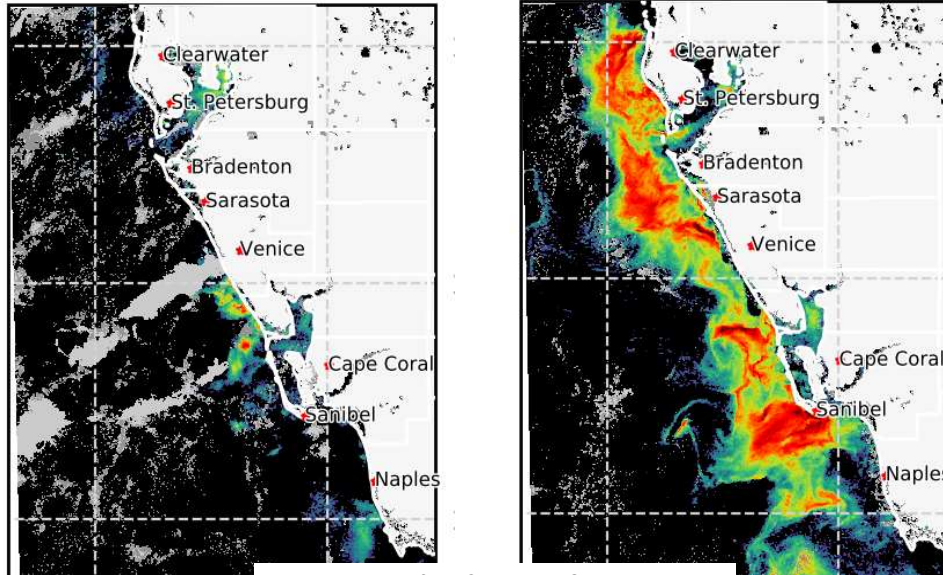 Clearwater
St. Petersburg
Bradenton
Sarasota
Venice
Cape Coral
Sanibel
Naples
Clearwater
St. Petersburg
Bradenton
Sarasota
Venice
Cape Coral
Sanibel
Naples